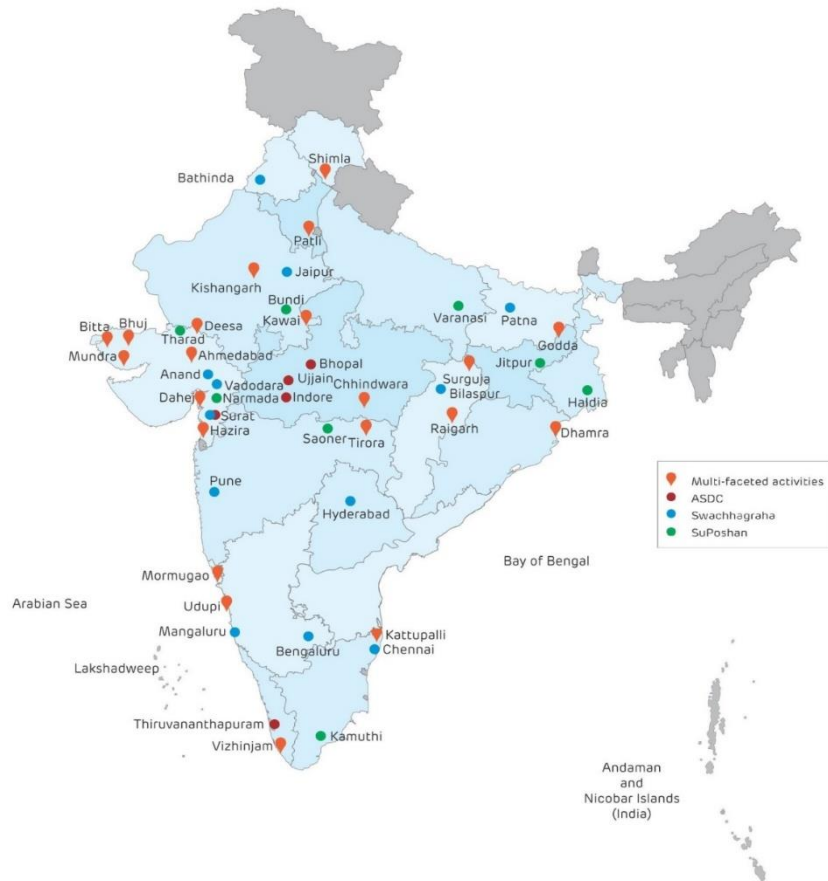 Shimla
Bathinda
Patli
Jaipur
Kishangarh
Bundi
Kawai
Varanasi
Patna
Bitta
Bhuj
Deesa
Tharad
Godda
Mundra
Ahmedabad
Jitpur
Anand
Bhopal
Surguja
Vadodara
Ujjain
Chhindwara
Bilaspur
Dahej
Narmada
Indore
Haldia
Surat
Raigarh
Hazira
Saoner
Tirora
Dhamra
Pune
Hyderabad
Multi-faceted activities
ASDC
Swachhagraha
SuPoshan
Bay of Bengal
Mormugao
Arabian Sea
Udupi
Mangaluru
Bengaluru
Kattupalli
Chennai
Lakshadweep
Thiruvananthapuram
Kamuthi
Vizhinjam
Andaman
and
Nicobar Islands
(India)